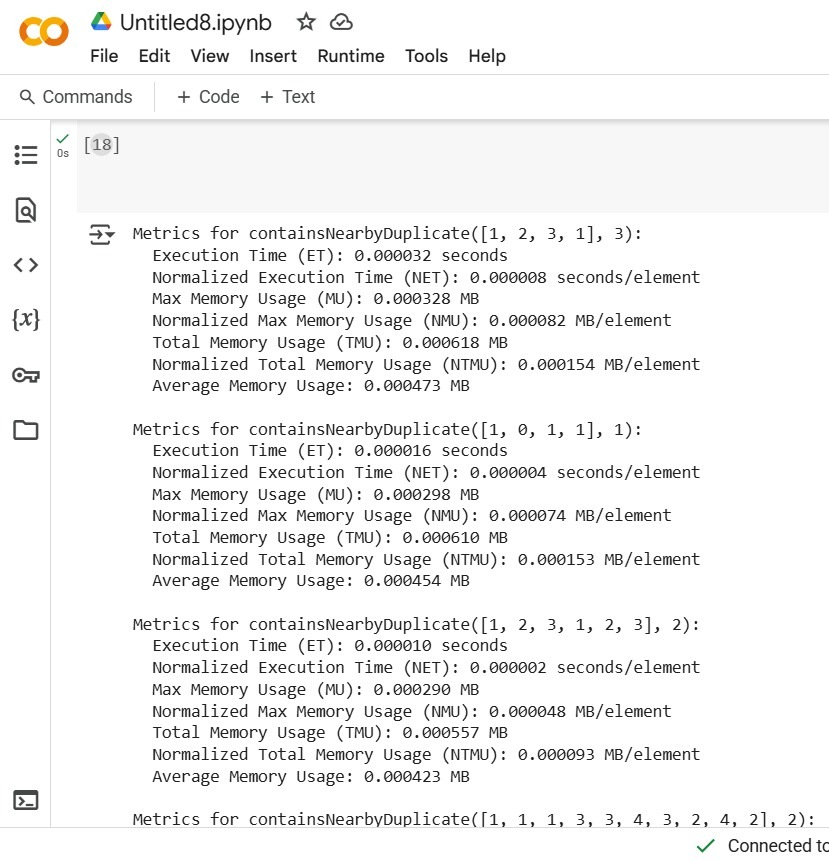 Untitled8.ipynb
File Edit View Insert Runtime Tools Help
Commands + Code + Text
0s
[18]
Metrics for containsNearbyDuplicate([1, 2, 3, 1], 3):
Execution Time (ET): 0.000032 seconds
Normalized Execution Time (NET): 0.000008 seconds/element
Max Memory Usage (MU): 0.000328 MB
Normalized Max Memory Usage (NMU): 0.000082 MB/element
Total Memory Usage (TMU): 0.000618 MB
Normalized Total Memory Usage (NTMU): 0.000154 MB/element
Average Memory Usage: 0.000473 MB
Metrics for containsNearbyDuplicate([1, 0, 1, 1], 1):
Execution Time (ET): 0.000016 seconds
Normalized Execution Time (NET): 0.000004 seconds/element
Max Memory Usage (MU): 0.000298 MB
Normalized Max Memory Usage (NMU): 0.000074 MB/element
Total Memory Usage (TMU): 0.000610 MB
Normalized Total Memory Usage (NTMU): 0.000153 MB/element
Average Memory Usage: 0.000454 MB
Metrics for containsNearbyDuplicate([1, 2, 3, 1, 2, 3], 2):
Execution Time (ET): 0.000010 seconds
Normalized Execution Time (NET): 0.000002 seconds/element
Max Memory Usage (MU): 0.000290 MB
Normalized Max Memory Usage (NMU): 0.000048 MB/element
Total Memory Usage (TMU): 0.000557 MB
Normalized Total Memory Usage (NTMU): 0.000093 MB/element
Average Memory Usage: 0.000423 MB
Metrics for containsNearbyDuplicate([1, 1, 1, 3, 3, 4, 3, 2, 4, 2], 2):
Connected to